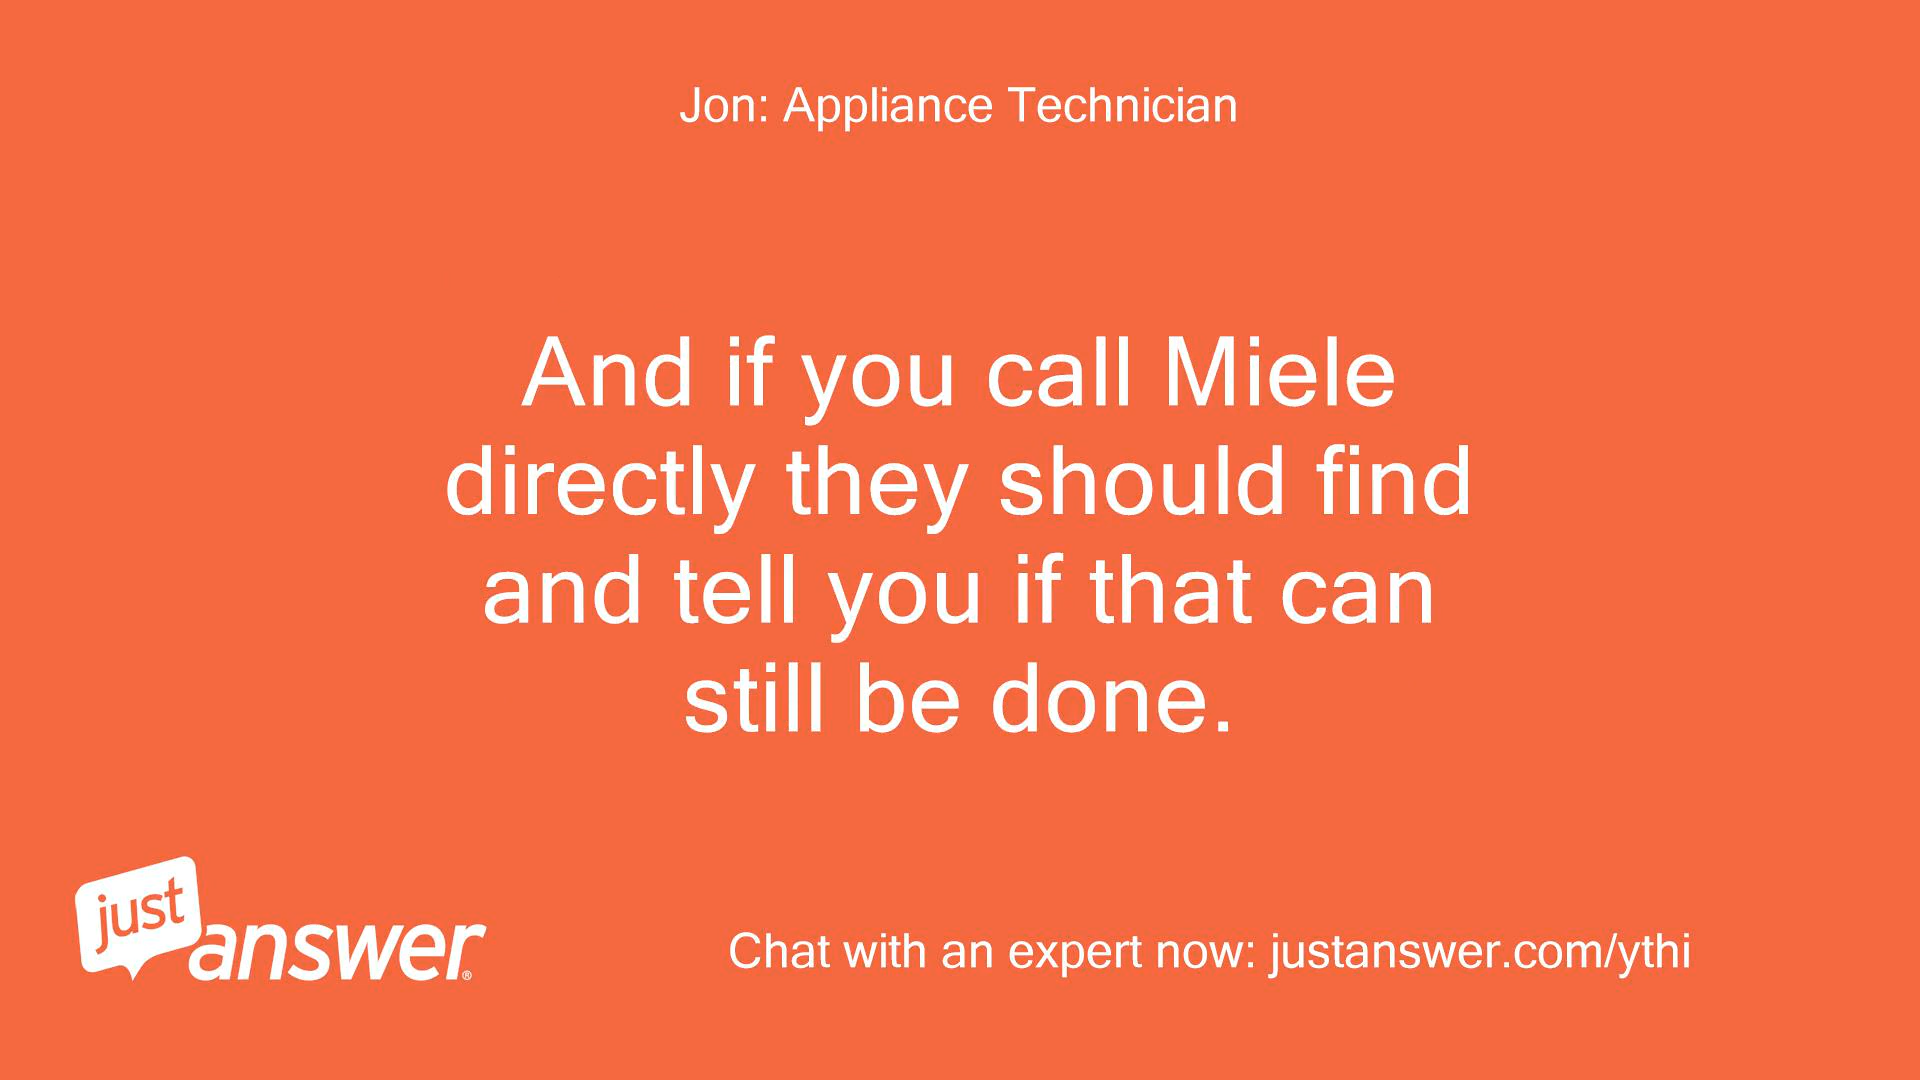 Jon: Appliance Technician
And if you call Miele
directly they should find
and tell you if that can
still be done.
just
answer®
Chat with an expert now: justanswer.com/ythi